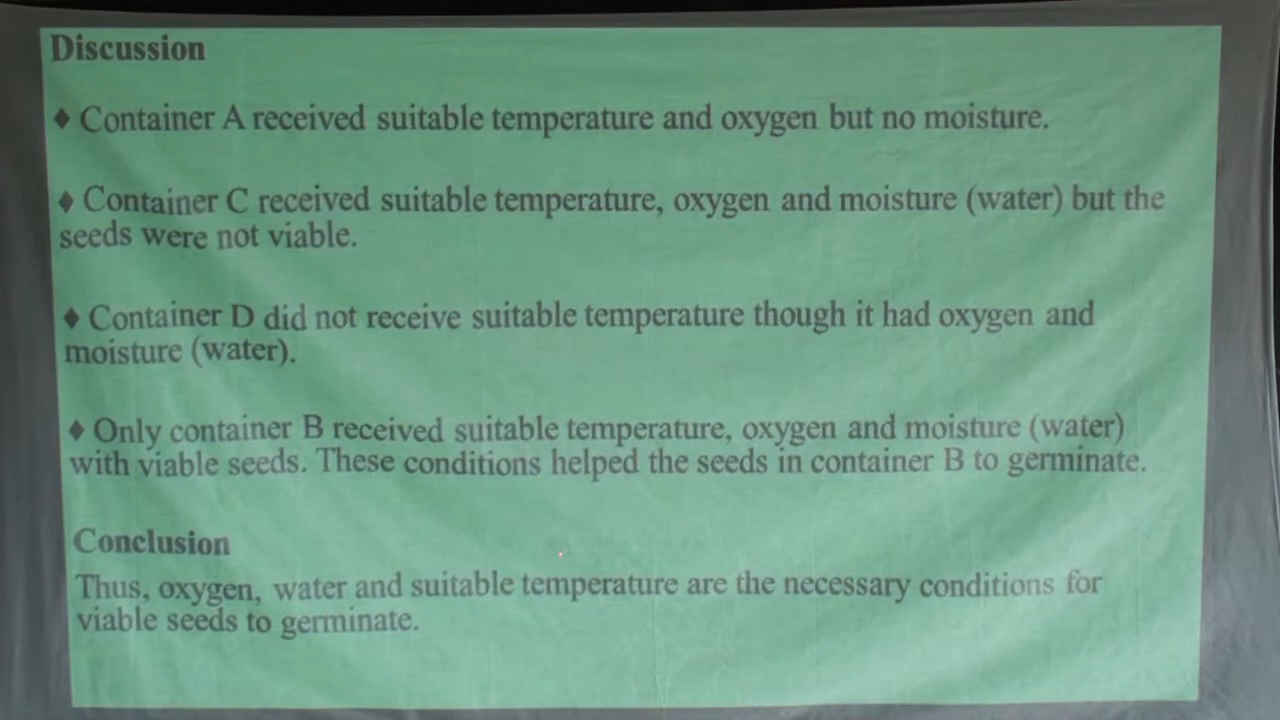 Discussion
♦ Container A received suitable temperature and oxygen but no moisture.
♦ Container C received suitable temperature, oxygen and moisture (water) but the
seeds were not viable.
♦ Container D did not receive suitable temperature though it had oxygen and
moisture (water).
♦ Only container B received suitable temperature, oxygen and moisture (water)
with viable seeds. These conditions helped the seeds in container B to germinate.
Conclusion
Thus, oxygen, water and suitable temperature are the necessary conditions for
viable seeds to germinate.